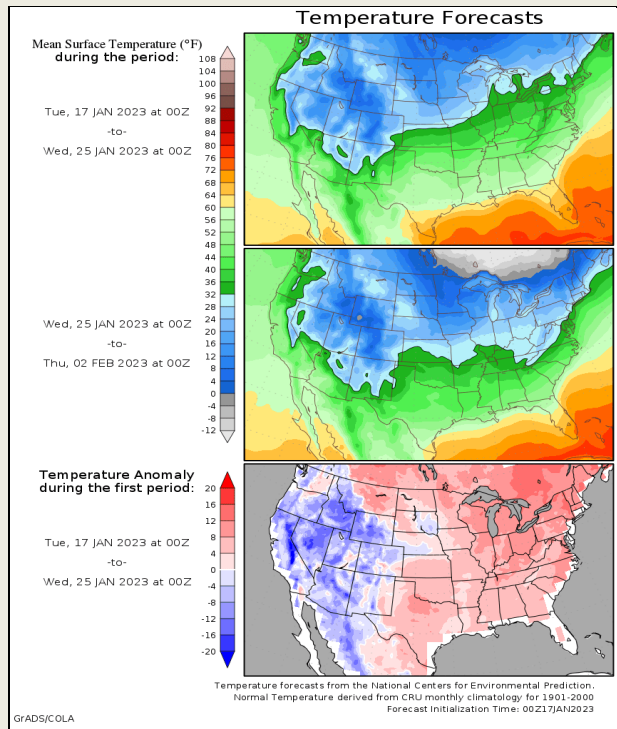 Temperature Forecasts
Mean Surface Temperature (°F)
during the period:
Tue, 17 JAN 2023 at 00Z
-to-
Wed, 25 JAN 2023 at 00Z
108
104
100
96
92
88
84
80
76
72
68
64
60
56
52
48
44
40
36
32
28
24
20
16
12
8
4
0
-4
-8
-12
Wed, 25 JAN 2023 at 00Z
-to-
Thu, 02 FEB 2023 at 00Z
Temperature Anomaly
during the first period:
Tue, 17 JAN 2023 at 00Z
-to-
Wed, 25 JAN 2023 at 00Z
20
16
12
8
4
0
-4
-8
-12
-16
-20
Temperature forecasts from the National Centers for Environmental Prediction.
Normal Temperature derived from CRU monthly climatology for 1901-2000
Forecast Initialization Time: 00Z17JAN2023
GrADS/COLA